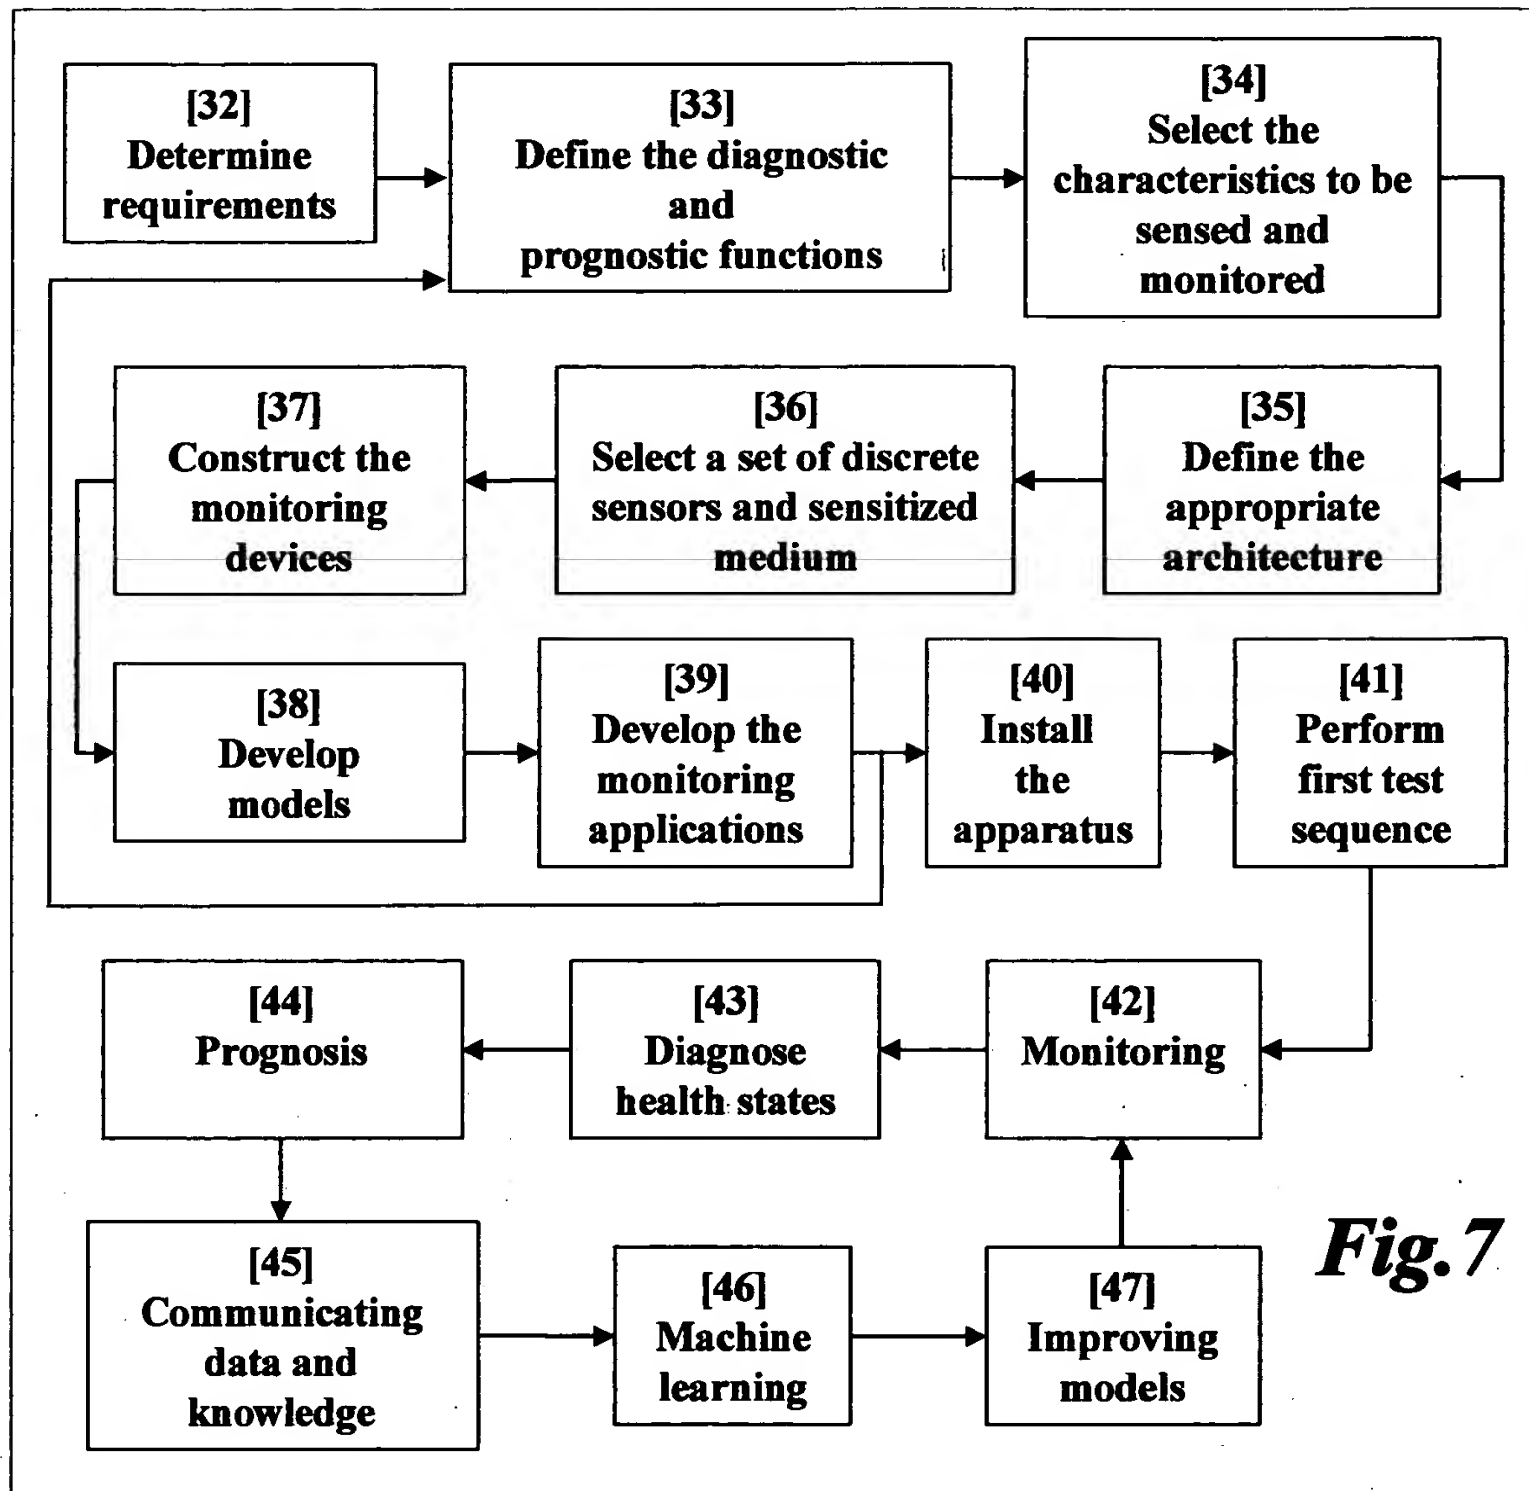 [32]
Determine
requirements
[33]
Define the diagnostic
and
prognostic functions
[34]
Select the
characteristics to be
sensed and
monitored
[35]
Define the
appropriate
architecture
[36]
Select a set of discrete
sensors and sensitized
medium
[37]
Construct the
monitoring
devices
[38]
Develop
models
[39]
Develop the
monitoring
applications
[40]
Install
the
apparatus
[41]
Perform
first test
sequence
[42]
Monitoring
[43]
Diagnose
health states
[44]
Prognosis
[45]
Communicating
data and
knowledge
[46]
Machine
learning
[47]
Improving
models
Fig.7